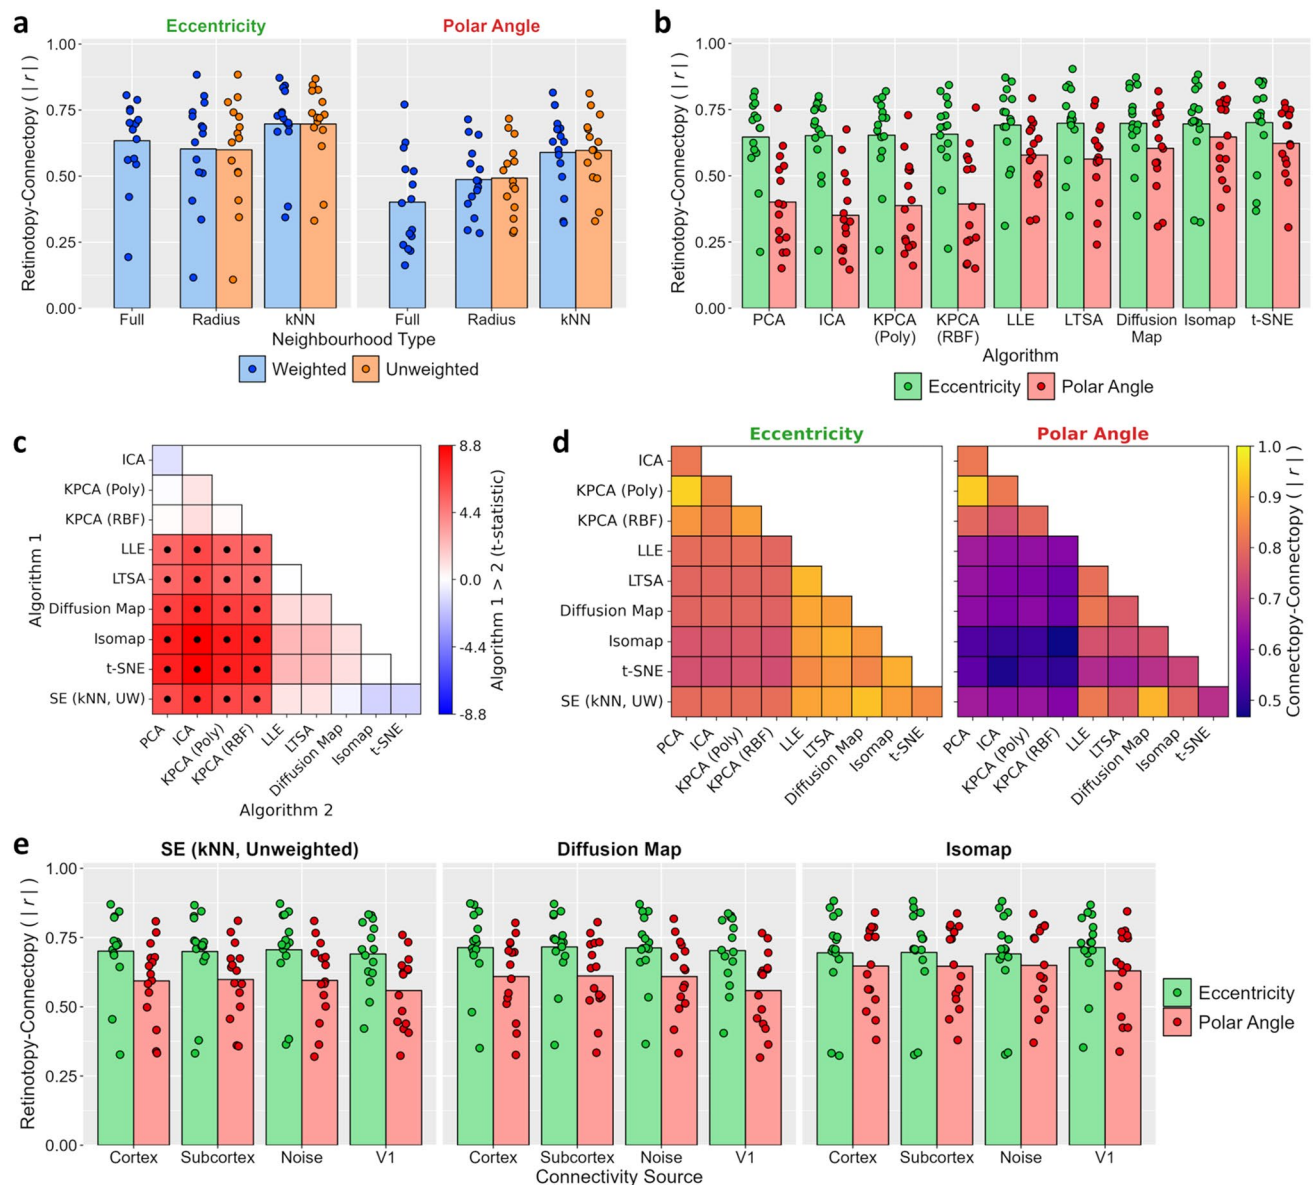 a
Eccentricity
Polar Angle
Retinotopy-Connectopy ( | r | )
1.00
0.75
0.50
0.25
0.00
Full
Radius
kNN
Full
Radius
kNN
Neighbourhood Type
Weighted
Unweighted
b
Retinotopy-Connectopy ( | r | )
1.00
0.75
0.50
0.25
0.00
PCA
ICA
KPCA
(Poly)
KPCA
(RBF)
LLE
LTSA
Diffusion
Map
Isomap
t-SNE
Algorithm
Eccentricity
Polar Angle
c
Algorithm 1
ICA
KPCA (Poly)
KPCA (RBF)
LLE
LTSA
Diffusion Map
Isomap
t-SNE
SE (kNN, UW)
PCA
ICA
KPCA (Poly)
KPCA (RBF)
LLE
LTSA
Diffusion Map
Isomap
t-SNE
Algorithm 2
8.8
4.4
0.0
-4.4
-8.8
Algorithm 1 > 2 (t-statistic)
d
Eccentricity
Polar Angle
ICA
KPCA (Poly)
KPCA (RBF)
LLE
LTSA
Diffusion Map
Isomap
t-SNE
SE (kNN, UW)
PCA
ICA
KPCA (Poly)
KPCA (RBF)
LLE
LTSA
Diffusion Map
Isomap
t-SNE
PCA
ICA
KPCA (Poly)
KPCA (RBF)
LLE
LTSA
Diffusion Map
Isomap
t-SNE
1.0
0.9
0.8
0.7
0.6
0.5
Connectopy-Connectopy ( | r | )
e
SE (kNN, Unweighted)
Diffusion Map
Isomap
Retinotopy-Connectopy ( | r | )
1.00
0.75
0.50
0.25
0.00
Cortex
Subcortex
Noise
V1
Cortex
Subcortex
Noise
V1
Cortex
Subcortex
Noise
V1
Connectivity Source
Eccentricity
Polar Angle